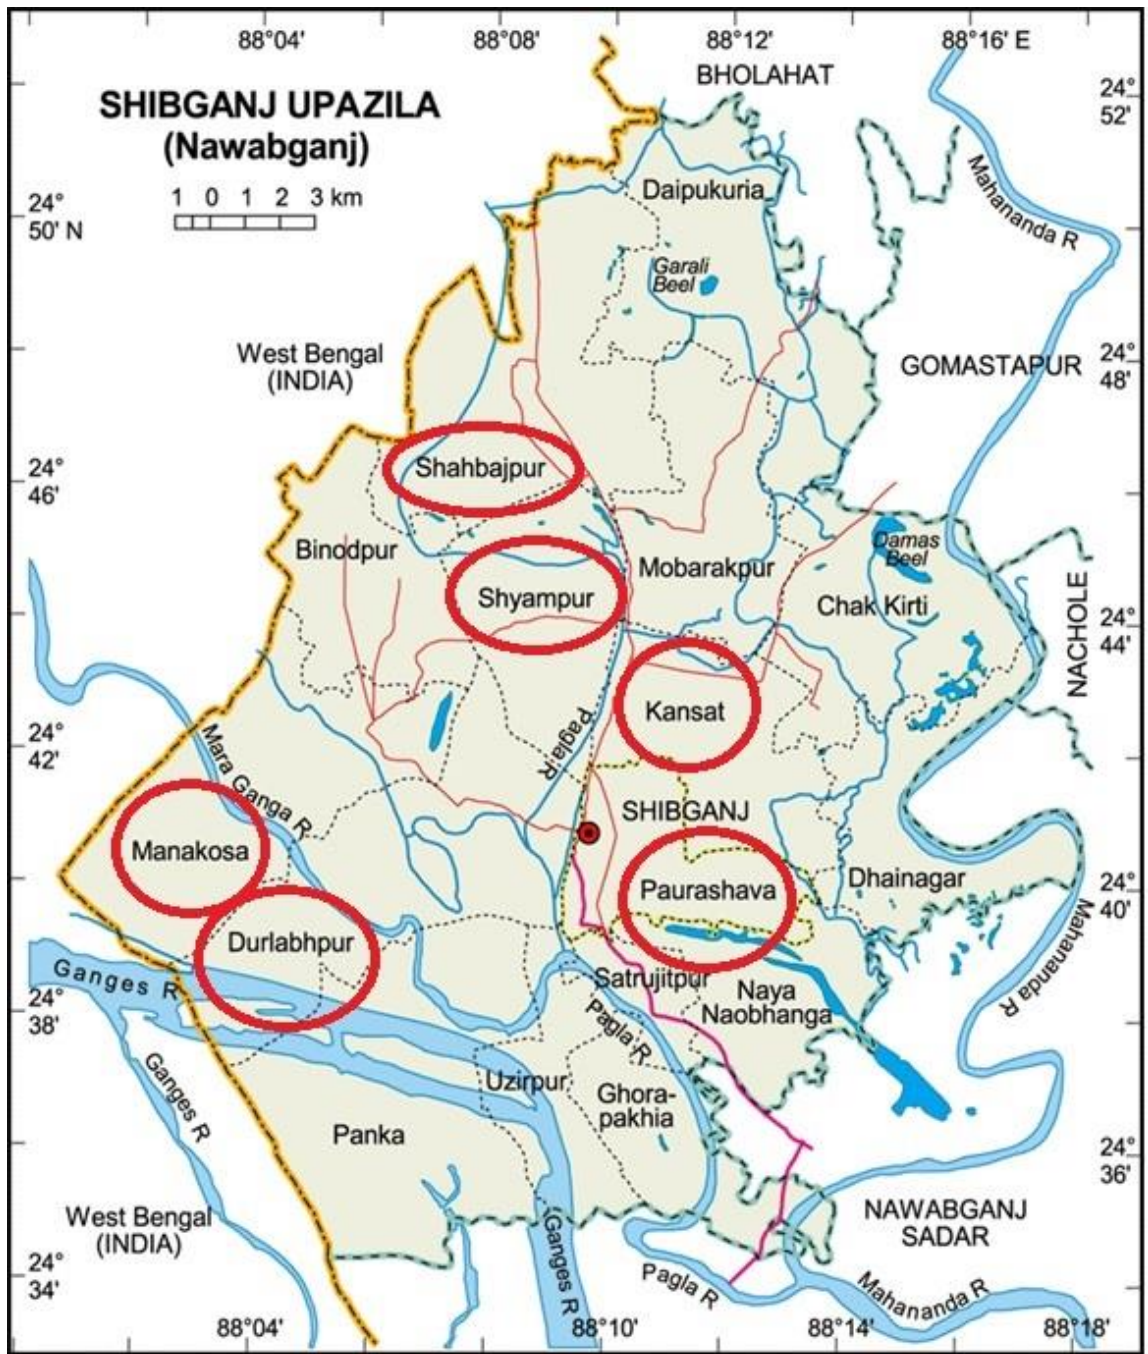 88°04' 88°08' 88°12' 88°16' E
BHOLAHAT
24°
52'
SHIBGANJ UPAZILA
(Nawabganj)
1 0 1 2 3 km
Mahananda R
Daipukuria
24°
50' N
Garali
Beel
West Bengal
(INDIA)
GOMASTAPUR
24°
48'
Shahbajpur
24°
46'
Binodpur
Damas
Beel
Mobarakpur
Shyampur
Chak Kirti
NACHOLE
24°
44'
Kansat
Pagla R
24°
42'
Mara Ganga R
SHIBGANJ
Manakosa
Paurashava
Dhainagar
24°
40'
Mahananda R
Durlabhpur
Ganges R
Satrujitpur
Naya
Naobhanga
24°
38'
Pagla R
Ganges R
Uzirpur
Ghora-
pakhia
Panka
24°
36'
West Bengal
(INDIA)
NAWABGANJ
SADAR
Ganges R
Pagla R
Mahananda R
24°
34'
88°04' 88°10' 88°14' 88°18'